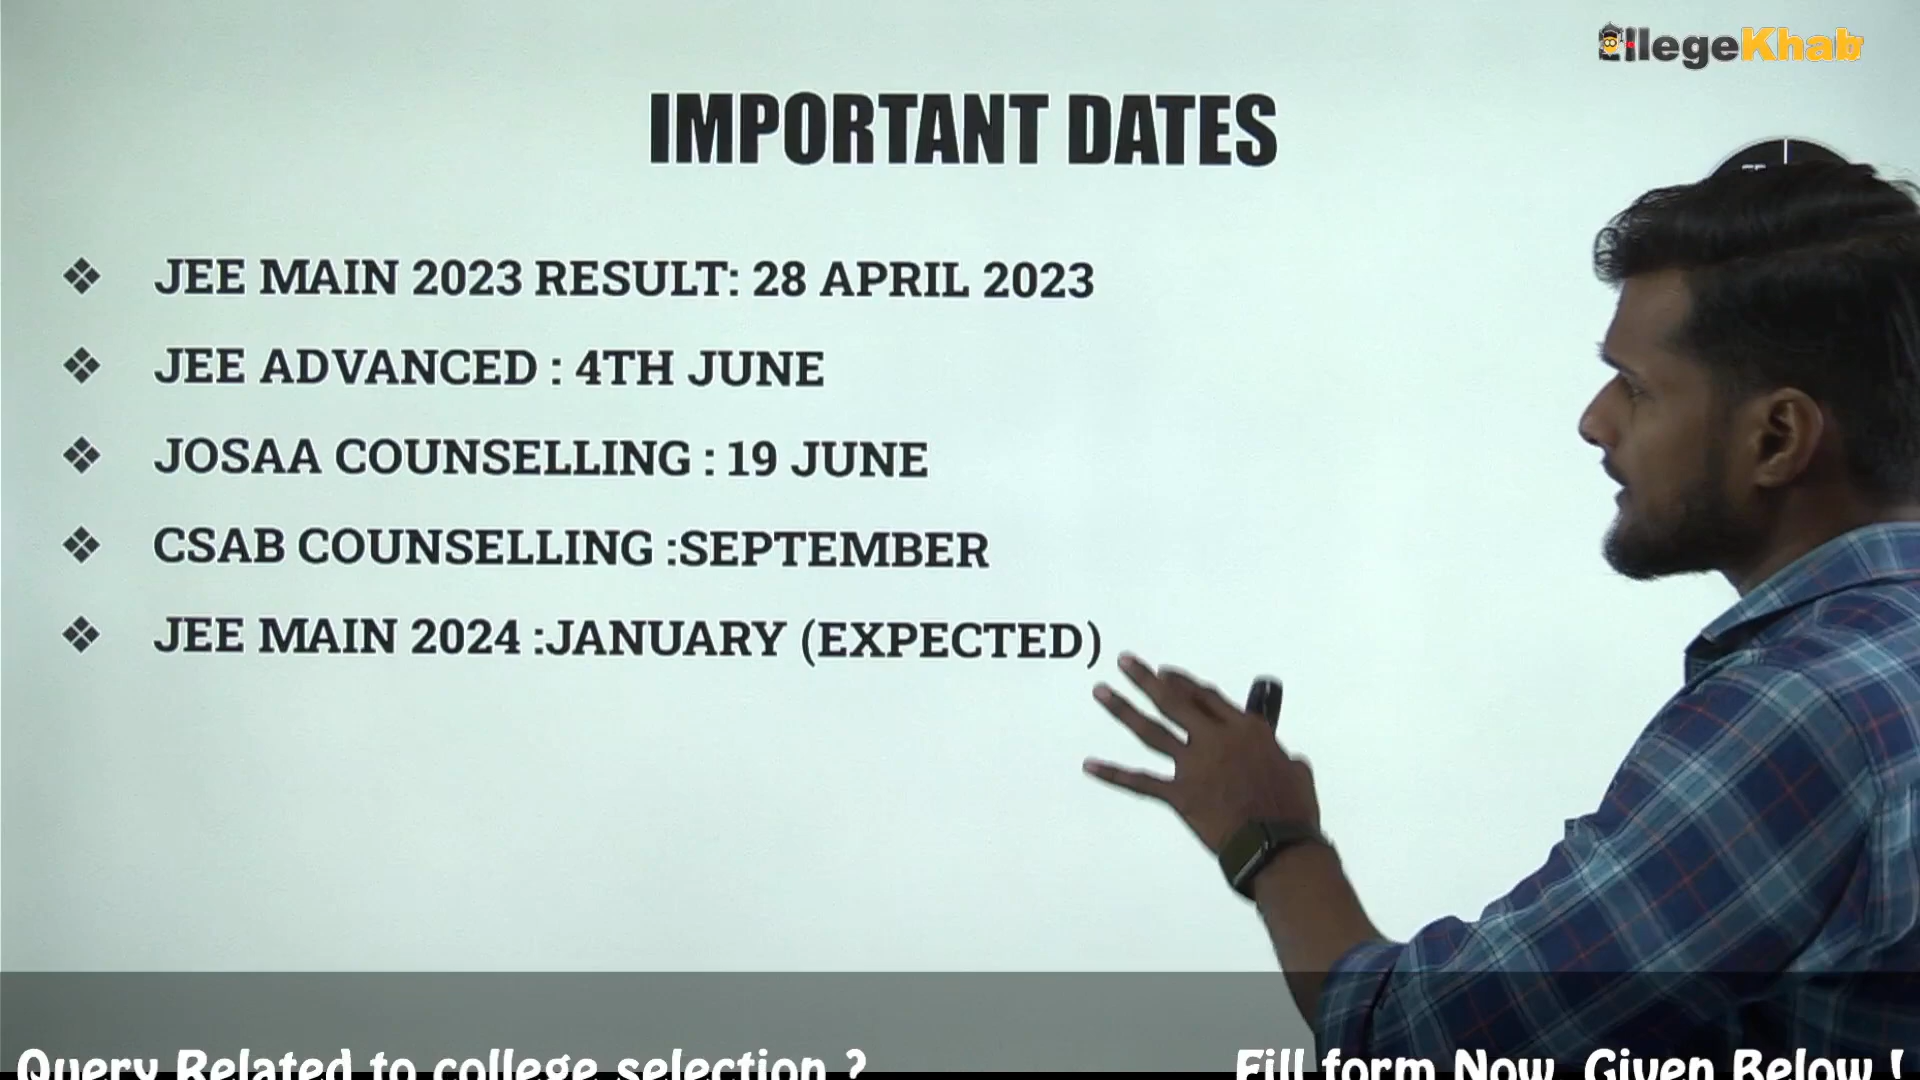 llegeKhabr
IMPORTANT DATES
❖ JEE MAIN 2023 RESULT: 28 APRIL 2023
❖ JEE ADVANCED : 4TH JUNE
❖ JOSAA COUNSELLING : 19 JUNE
❖ CSAB COUNSELLING :SEPTEMBER
❖ JEE MAIN 2024 :JANUARY (EXPECTED)
Query Related to college selection ?
Fill form Now Given Below !